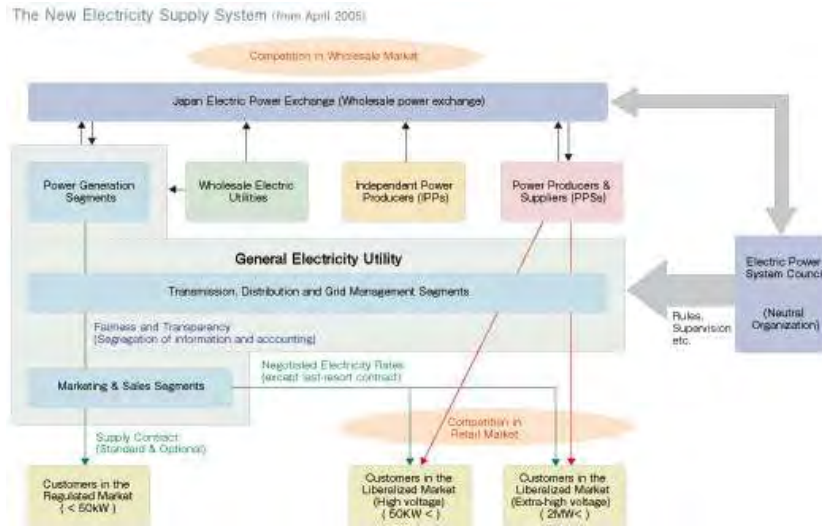 The New Electricity Supply System (from April 2005)
Competition in Wholesale Market
Japan Electric Power Exchange (Wholesale power exchange)
Power Generation
Segments
Wholesale Electric
Utilities
Independent Power
Producers (IPPs)
Power Producers &
Suppliers (PPSs)
General Electricity Utility
Transmission, Distribution and Grid Management Segments
Electric Power
System Council
(Neutral
Organization)
Rules,
Supervision
etc.
Fairness and Transparency
(Segregation of information and accounting)
Negotiated Electricity Rates
(except last-resort contract)
Marketing & Sales Segments
Competition in
Retail Market
Supply Contract
(Standard & Optional)
Customers in the
Regulated Market
( < 50kW )
Customers in the
Liberalized Market
(High voltage)
( 50KW < )
Customers in the
Liberalized Market
(Extra-high voltage)
( 2MW< )